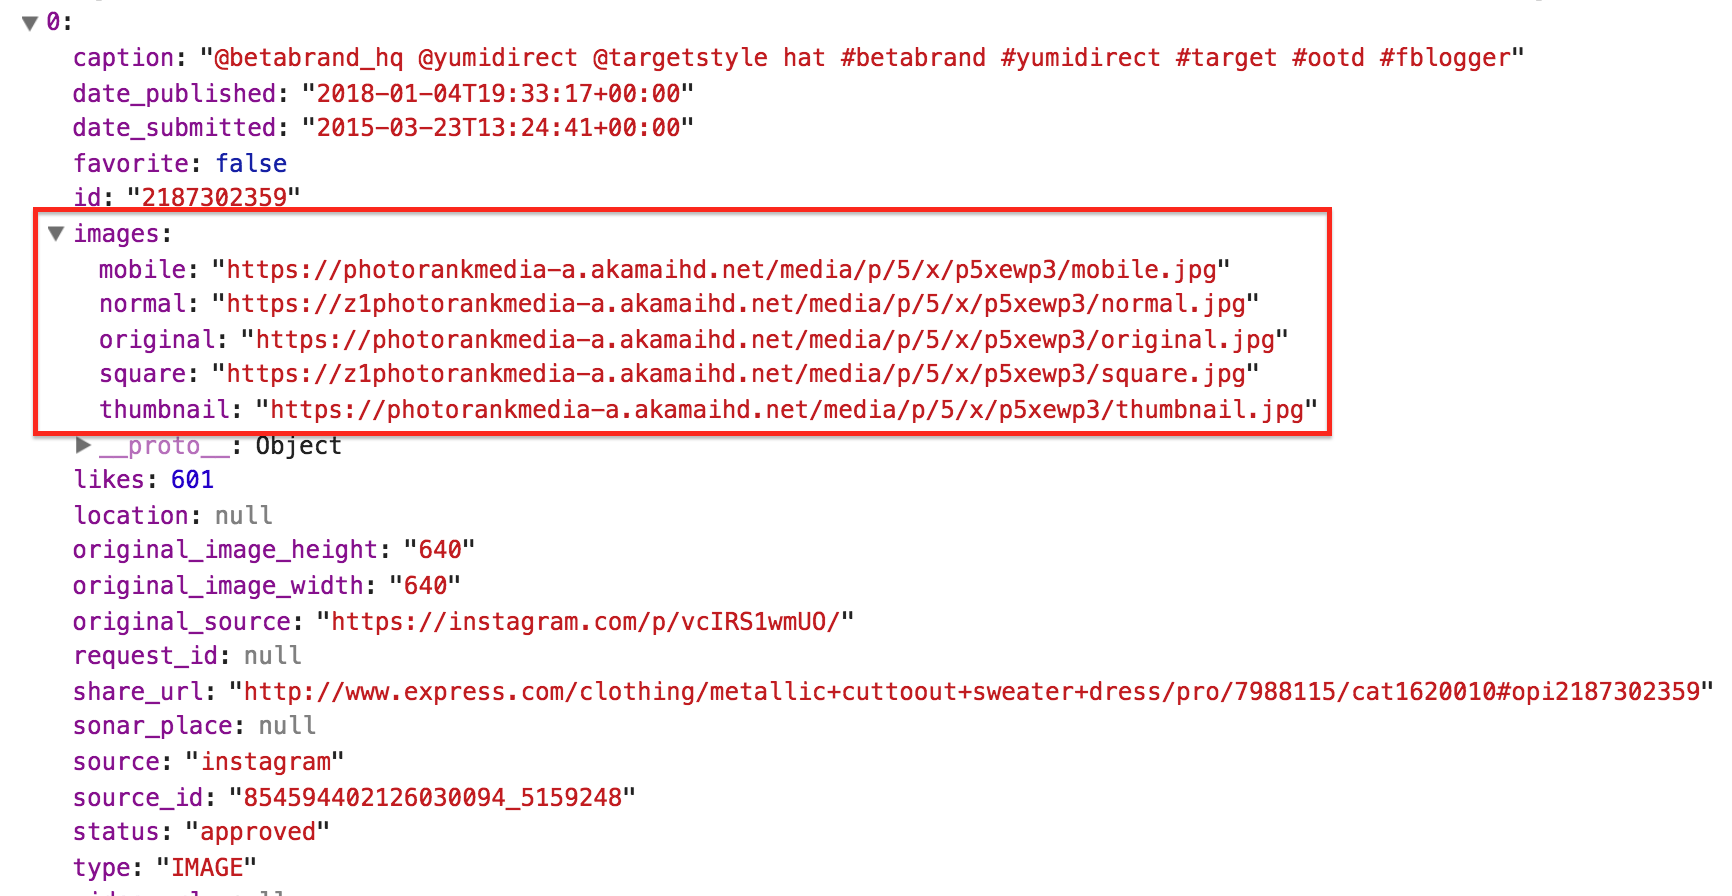 0:
caption: "@betabrand_hq @yumidirect @targetstyle hat #betabrand #yumidirect #target #ootd #fblogger"
date_published: "2018-01-04T19:33:17+00:00"
date_submitted: "2015-03-23T13:24:41+00:00"
favorite: false
id: "2187302359"
images:
mobile: "https://photorankmedia-a.akamaihd.net/media/p/5/x/p5xewp3/mobile.jpg"
normal: "https://z1photorankmedia-a.akamaihd.net/media/p/5/x/p5xewp3/normal.jpg"
original: "https://photorankmedia-a.akamaihd.net/media/p/5/x/p5xewp3/original.jpg"
square: "https://z1photorankmedia-a.akamaihd.net/media/p/5/x/p5xewp3/square.jpg"
thumbnail: "https://photorankmedia-a.akamaihd.net/media/p/5/x/p5xewp3/thumbnail.jpg"
__proto__: Object
likes: 601
location: null
original_image_height: "640"
original_image_width: "640"
original_source: "https://instagram.com/p/vcIRS1wmUO/"
request_id: null
share_url: "http://www.express.com/clothing/metallic+cuttoout+sweater+dress/pro/7988115/cat1620010#opi2187302359"
sonar_place: null
source: "instagram"
source_id: "854594402126030094_5159248"
status: "approved"
type: "IMAGE"